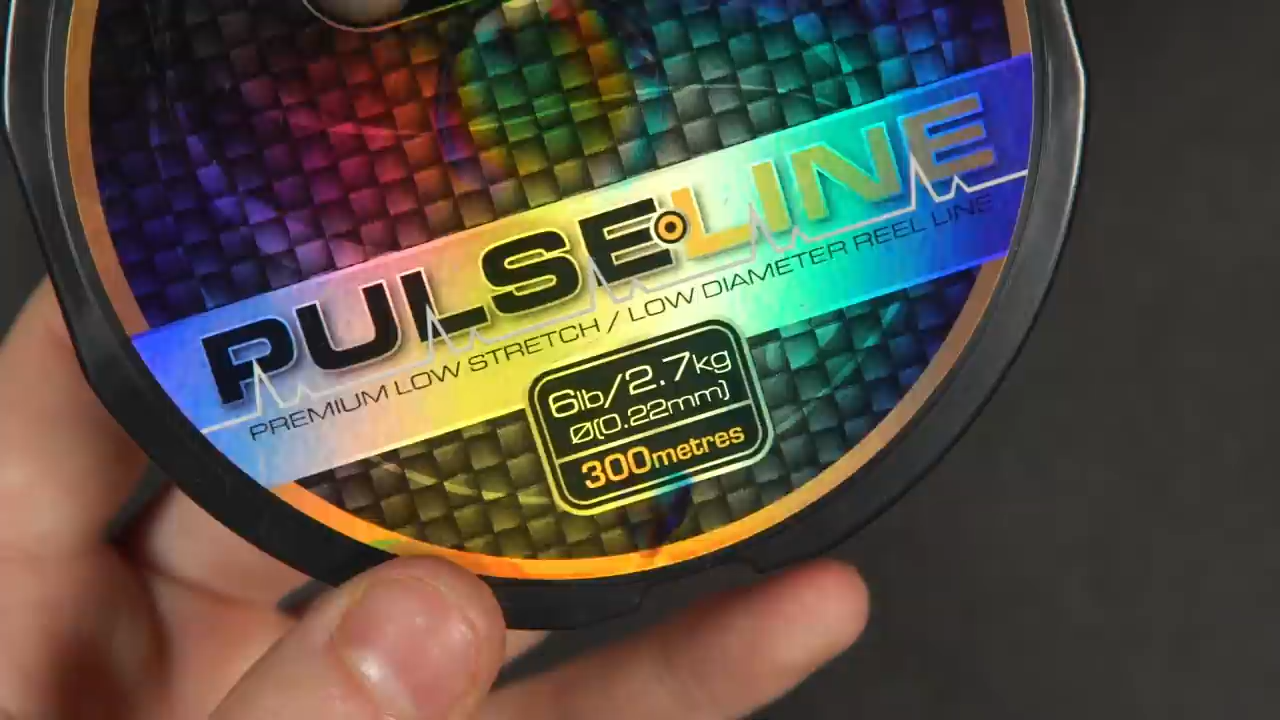 PULSE LINE
PREMIUM LOW STRETCH / LOW DIAMETER REEL LINE
6lb/2.7kg
Ø(0.22mm)
300metres